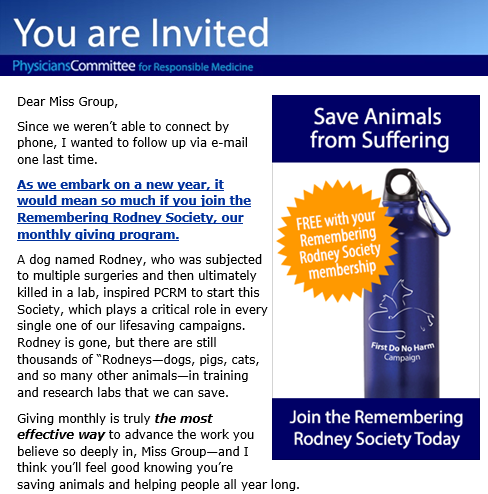 You are Invited
PhysiciansCommittee for Responsible Medicine
Dear Miss Group,
Since we weren't able to connect by
phone, I wanted to follow up via e-mail
one last time.
As we embark on a new year, it
would mean so much if you join the
Remembering Rodney Society, our
monthly giving program.
A dog named Rodney, who was subjected
to multiple surgeries and then ultimately
killed in a lab, inspired PCRM to start this
Society, which plays a critical role in every
single one of our lifesaving campaigns.
Rodney is gone, but there are still
thousands of “Rodneys—dogs, pigs, cats,
and so many other animals—in training
and research labs that we can save.
Giving monthly is truly the most
effective way to advance the work you
believe so deeply in, Miss Group—and I
think you'll feel good knowing you're
saving animals and helping people all year long.
Save Animals
from Suffering
FREE with your
Remembering
Rodney Society
membership
First Do No Harm
Campaign
Join the Remembering
Rodney Society Today